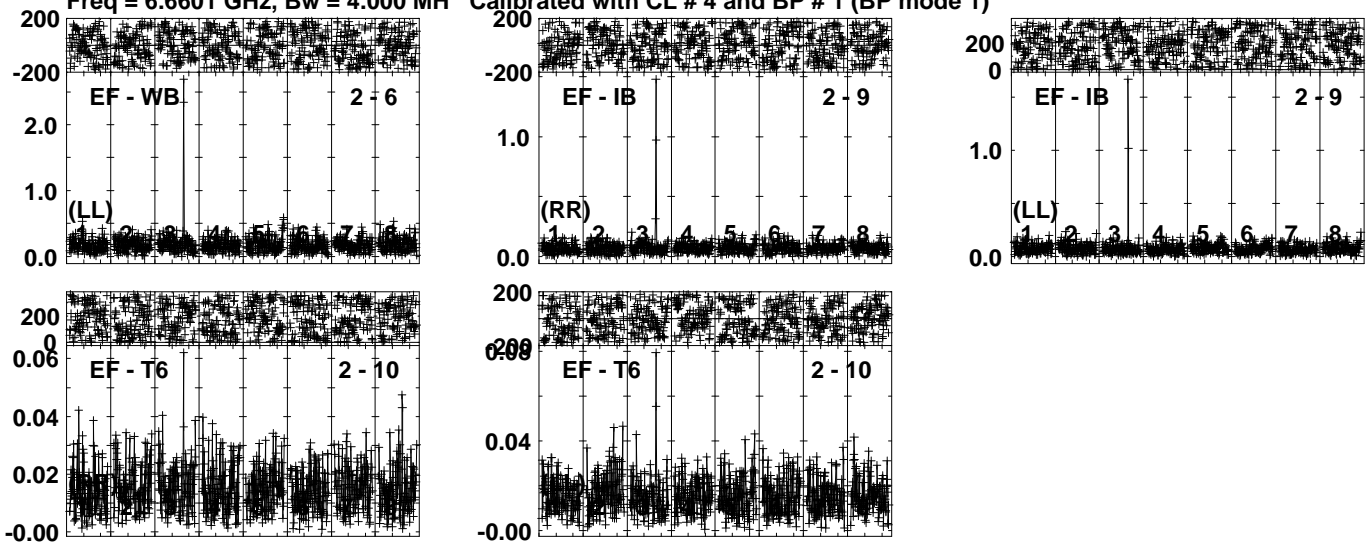 Freq = 6.6601 GHz, Bw = 4.000 MH Calibrated with CL # 4 and BP # 1 (BP mode 1)
200
-200
EF - WB 2 - 6
2.0
1.0
(LL)
1 2 3 4 5 6 7 8
0.0
200
-200
EF - IB 2 - 9
1.0
(RR)
1 2 3 4 5 6 7 8
0.0
200
0
EF - IB 2 - 9
1.0
(LL)
1 2 3 4 5 6 7 8
0.0
200
0
0.06
EF - T6 2 - 10
0.04
0.02
-0.00
200
-200
0.08
EF - T6 2 - 10
0.04
-0.00